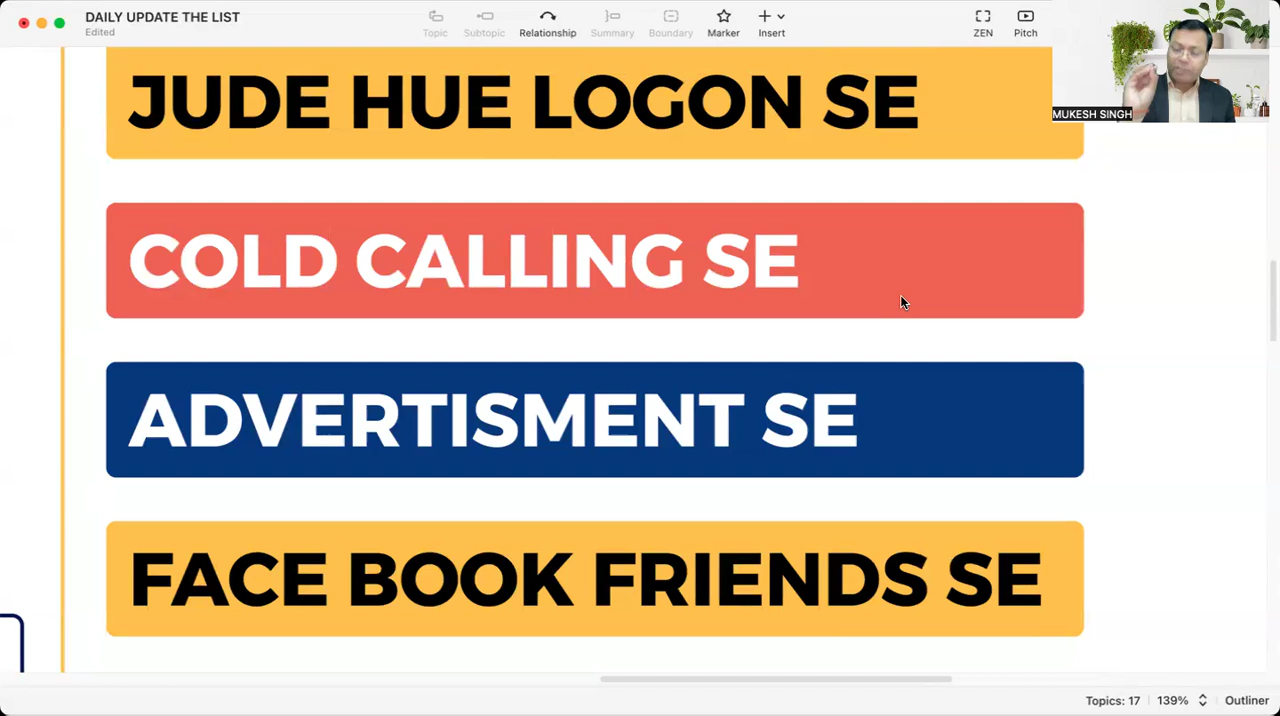 DAILY UPDATE THE LIST
Edited
Topic
Subtopic
Relationship
Summary
Boundary
Marker
Insert
ZEN
Pitch
MUKESH SINGH
JUDE HUE LOGON SE
COLD CALLING SE
ADVERTISMENT SE
FACE BOOK FRIENDS SE
Topics: 17
139%
Outliner